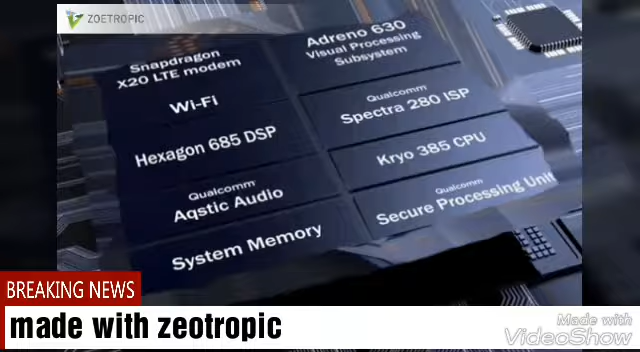 ZOETROPIC
Snapdragon
X20 LTE modem
Adreno 630
Visual Processing
Subsystem
Wi-Fi
Qualcomm
Spectra 280 ISP
Hexagon 685 DSP
Kryo 385 CPU
Qualcomm
Aqstic Audio
Qualcomm
Secure Processing Unit
System Memory
BREAKING NEWS
made with zeotropic
Made with
VideoShow